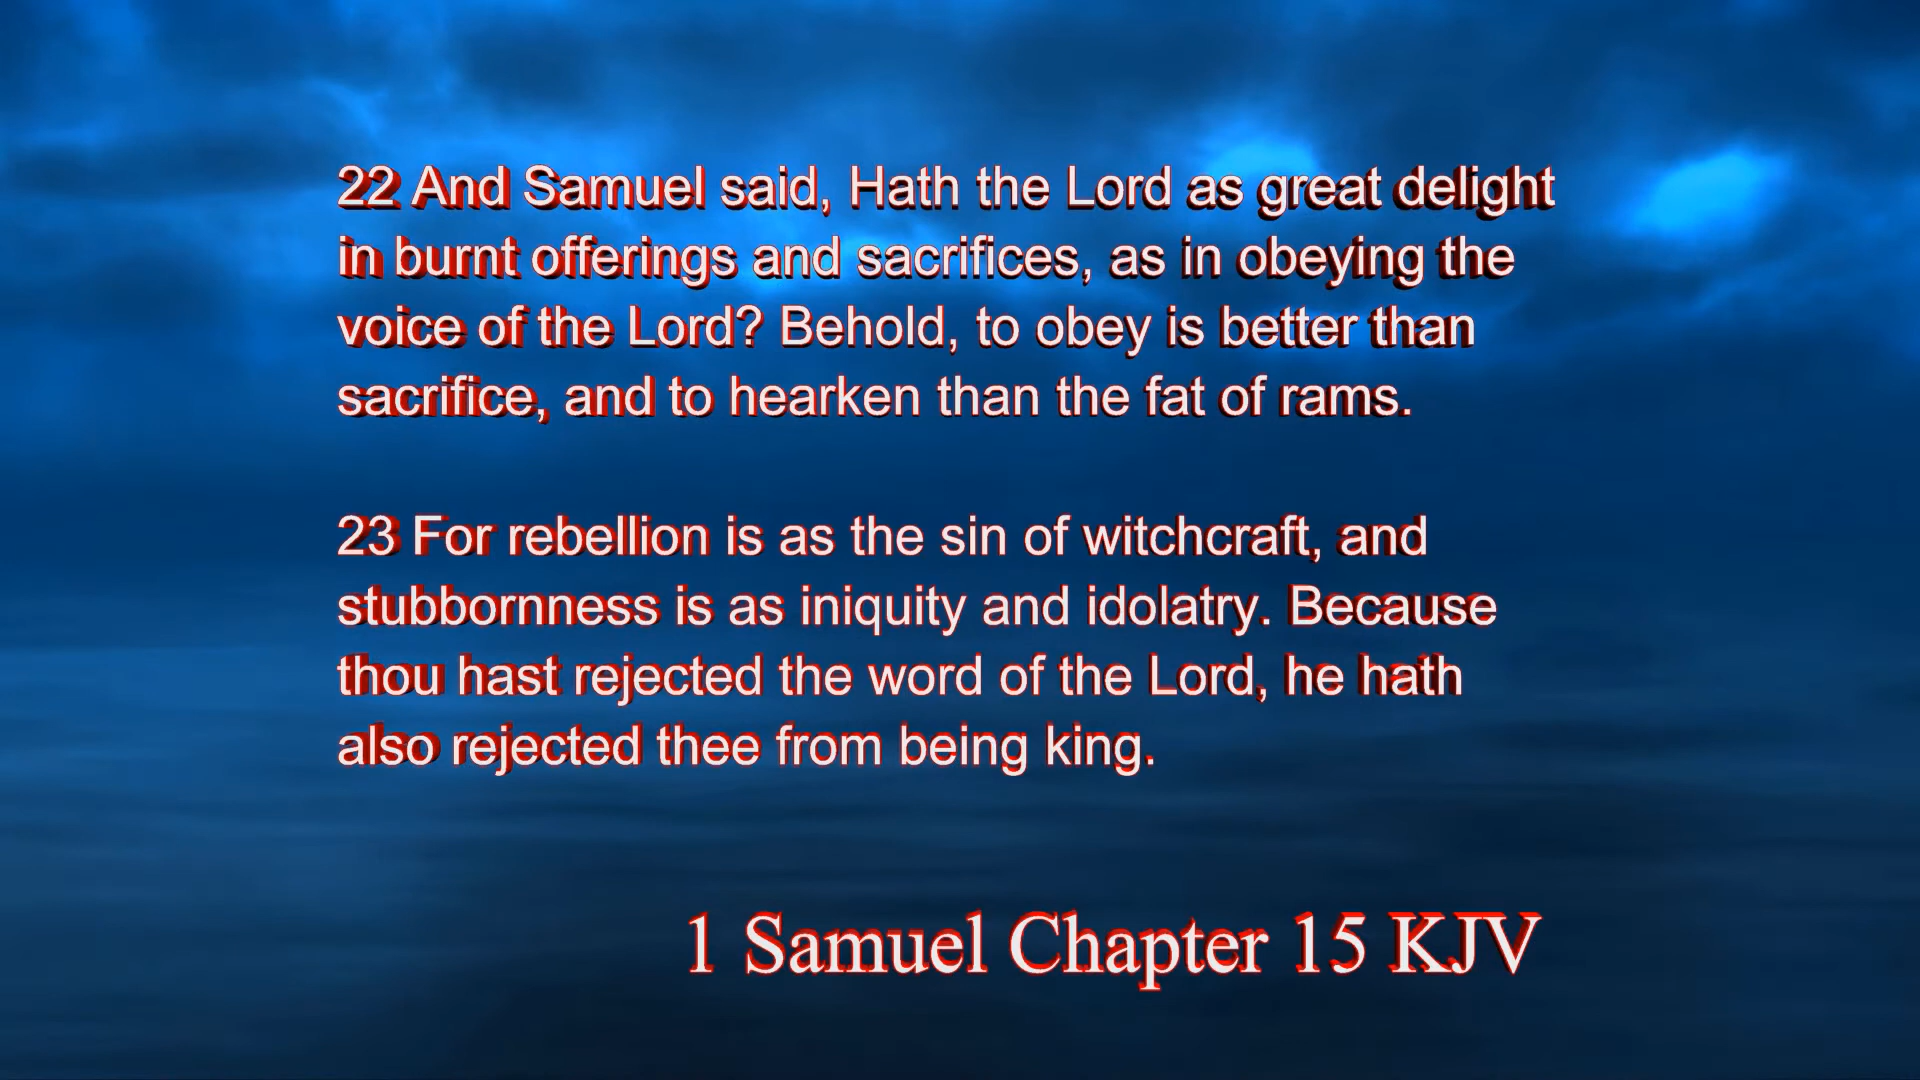 22 And Samuel said, Hath the Lord as great delight
in burnt offerings and sacrifices, as in obeying the
voice of the Lord? Behold, to obey is better than
sacrifice, and to hearken than the fat of rams.
23 For rebellion is as the sin of witchcraft, and
stubbornness is as iniquity and idolatry. Because
thou hast rejected the word of the Lord, he hath
also rejected thee from being king.
1 Samuel Chapter 15 KJV